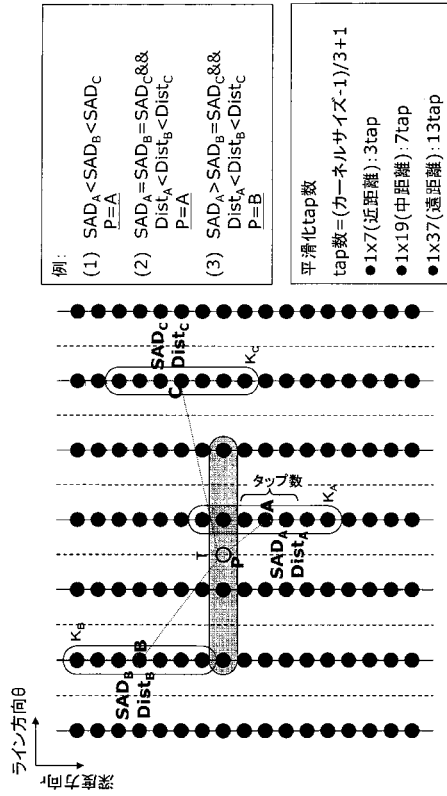 ライン方向θ
深度方向r
K_B
SAD_B
Dist_B
B
T
P
タップ数
A
SAD_A
Dist_A
K_A
SAD_C
Dist_C
C
K_C
例:
(1) SAD_A<SAD_B<SAD_C
P=A
(2) SAD_A=SAD_B=SAD_C&&
Dist_A<Dist_B<Dist_C
P=A
(3) SAD_A>SAD_B=SAD_C&&
Dist_A<Dist_B<Dist_C
P=B
平滑化tap数
tap数=(カーネルサイズ-1)/3+1
●1x7(近距離):3tap
●1x19(中距離):7tap
●1x37(遠距離):13tap